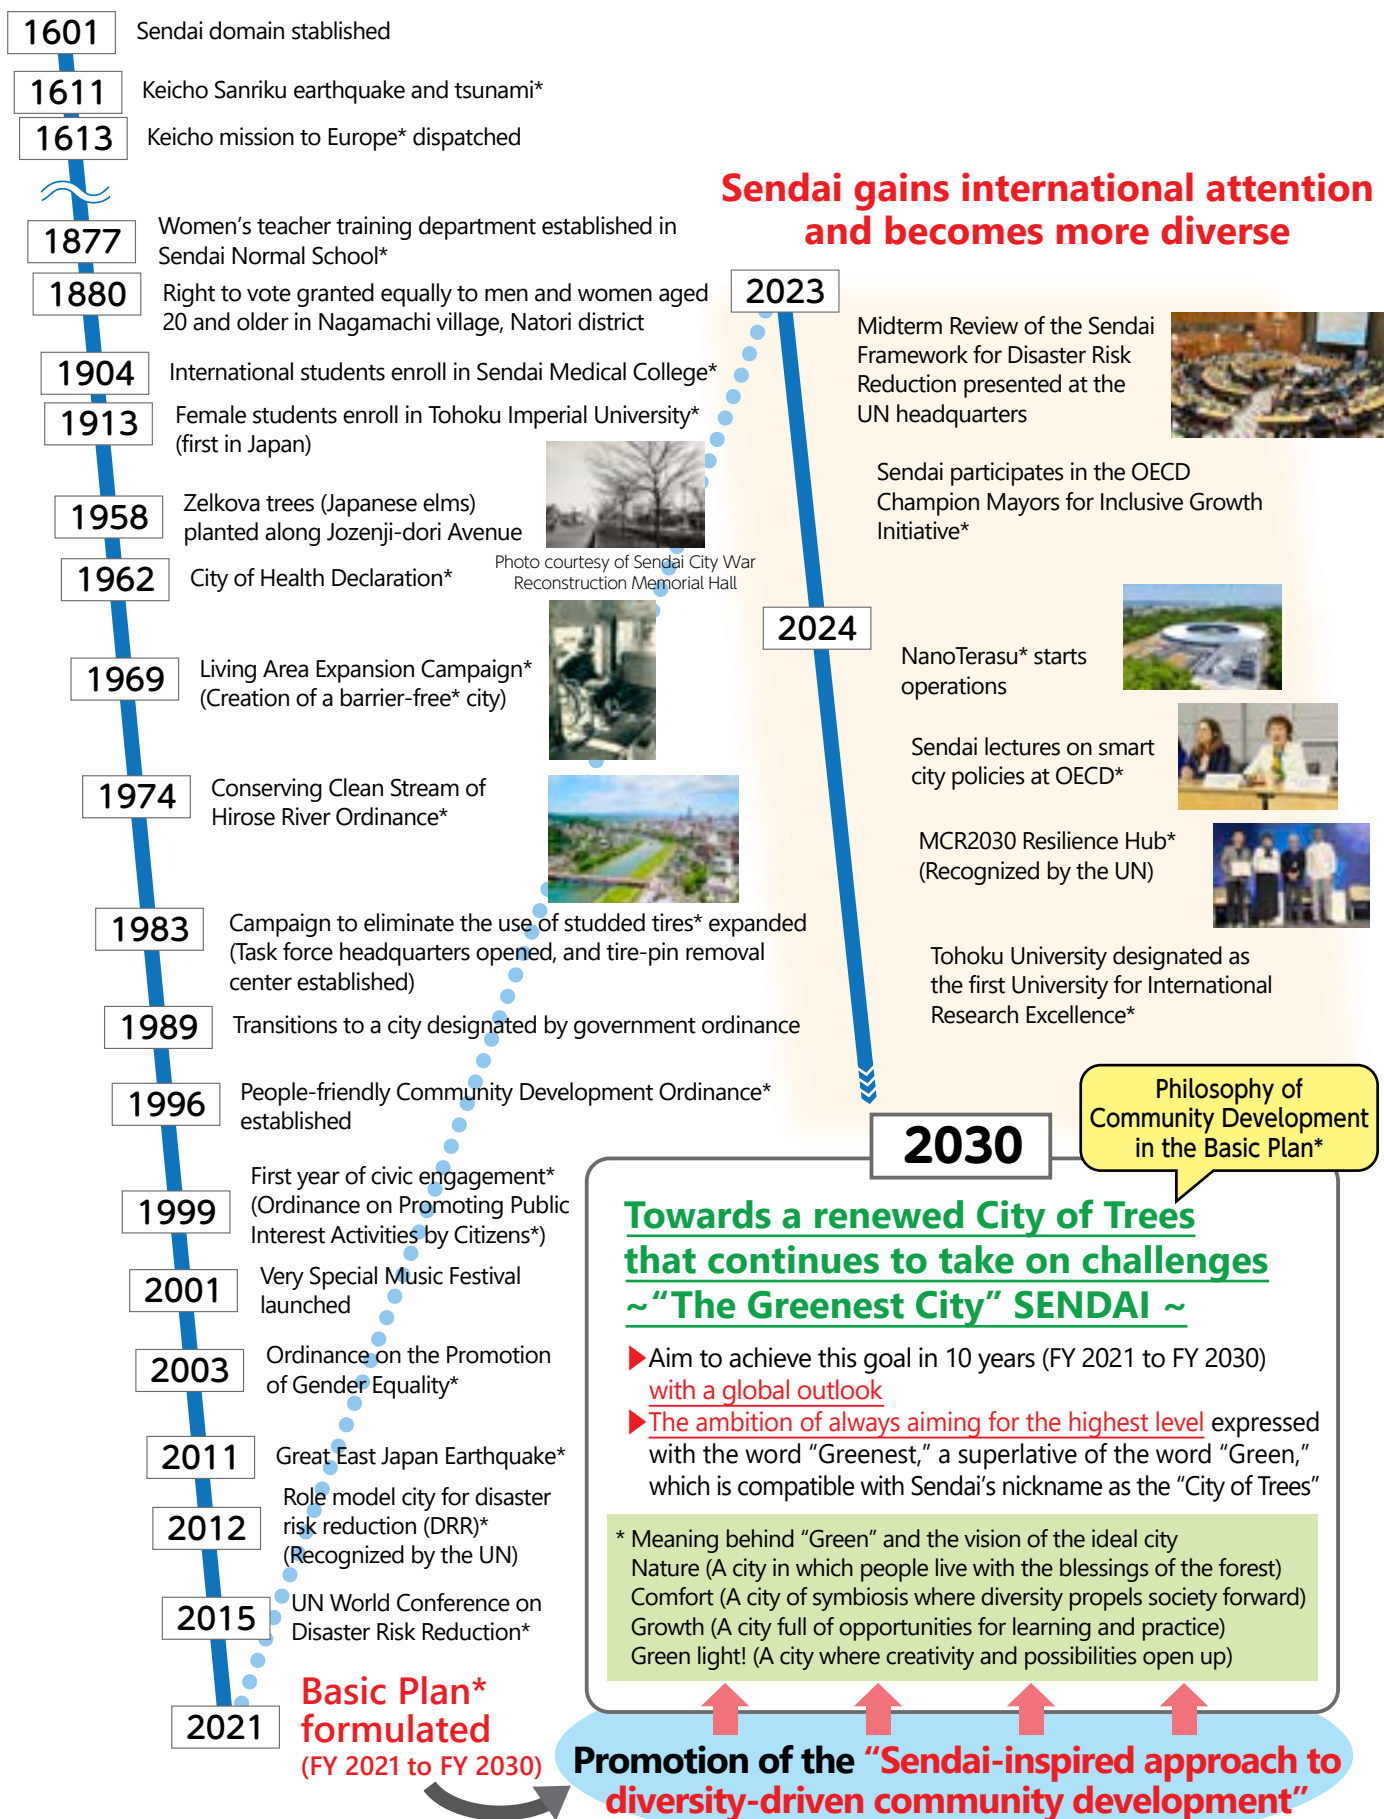 1601
Sendai domain stablished
1611
Keicho Sanriku earthquake and tsunami*
1613
Keicho mission to Europe* dispatched
1877
Women's teacher training department established in
Sendai Normal School*
1880
Right to vote granted equally to men and women aged
20 and older in Nagamachi village, Natori district
1904
International students enroll in Sendai Medical College*
1913
Female students enroll in Tohoku Imperial University*
(first in Japan)
1958
Zelkova trees (Japanese elms)
planted along Jozenji-dori Avenue
Photo courtesy of Sendai City War
Reconstruction Memorial Hall
1962
City of Health Declaration*
1969
Living Area Expansion Campaign*
(Creation of a barrier-free* city)
1974
Conserving Clean Stream of
Hirose River Ordinance*
1983
Campaign to eliminate the use of studded tires* expanded
(Task force headquarters opened, and tire-pin removal
center established)
1989
Transitions to a city designated by government ordinance
1996
People-friendly Community Development Ordinance*
established
1999
First year of civic engagement*
(Ordinance on Promoting Public
Interest Activities by Citizens*)
2001
Very Special Music Festival
launched
2003
Ordinance on the Promotion
of Gender Equality*
2011
Great East Japan Earthquake*
2012
Role model city for disaster
risk reduction (DRR)*
(Recognized by the UN)
2015
UN World Conference on
Disaster Risk Reduction*
2021
Basic Plan*
formulated
(FY 2021 to FY 2030)
Sendai gains international attention
and becomes more diverse
2023
Midterm Review of the Sendai
Framework for Disaster Risk
Reduction presented at the
UN headquarters
Sendai participates in the OECD
Champion Mayors for Inclusive Growth
Initiative*
2024
NanoTerasu* starts
operations
Sendai lectures on smart
city policies at OECD*
MCR2030 Resilience Hub*
(Recognized by the UN)
Tohoku University designated as
the first University for International
Research Excellence*
2030
Philosophy of
Community Development
in the Basic Plan*
Towards a renewed City of Trees
that continues to take on challenges
~"The Greenest City" SENDAI ~
▶Aim to achieve this goal in 10 years (FY 2021 to FY 2030)
with a global outlook
▶The ambition of always aiming for the highest level expressed
with the word "Greenest," a superlative of the word "Green,"
which is compatible with Sendai's nickname as the "City of Trees"
* Meaning behind "Green" and the vision of the ideal city
Nature (A city in which people live with the blessings of the forest)
Comfort (A city of symbiosis where diversity propels society forward)
Growth (A city full of opportunities for learning and practice)
Green light! (A city where creativity and possibilities open up)
Promotion of the "Sendai-inspired approach to
diversity-driven community development"